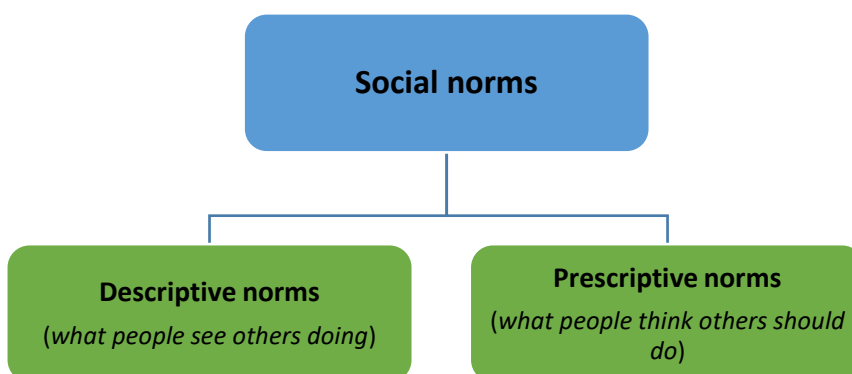 Social norms
Descriptive norms
(what people see others doing)
Prescriptive norms
(what people think others should
do)